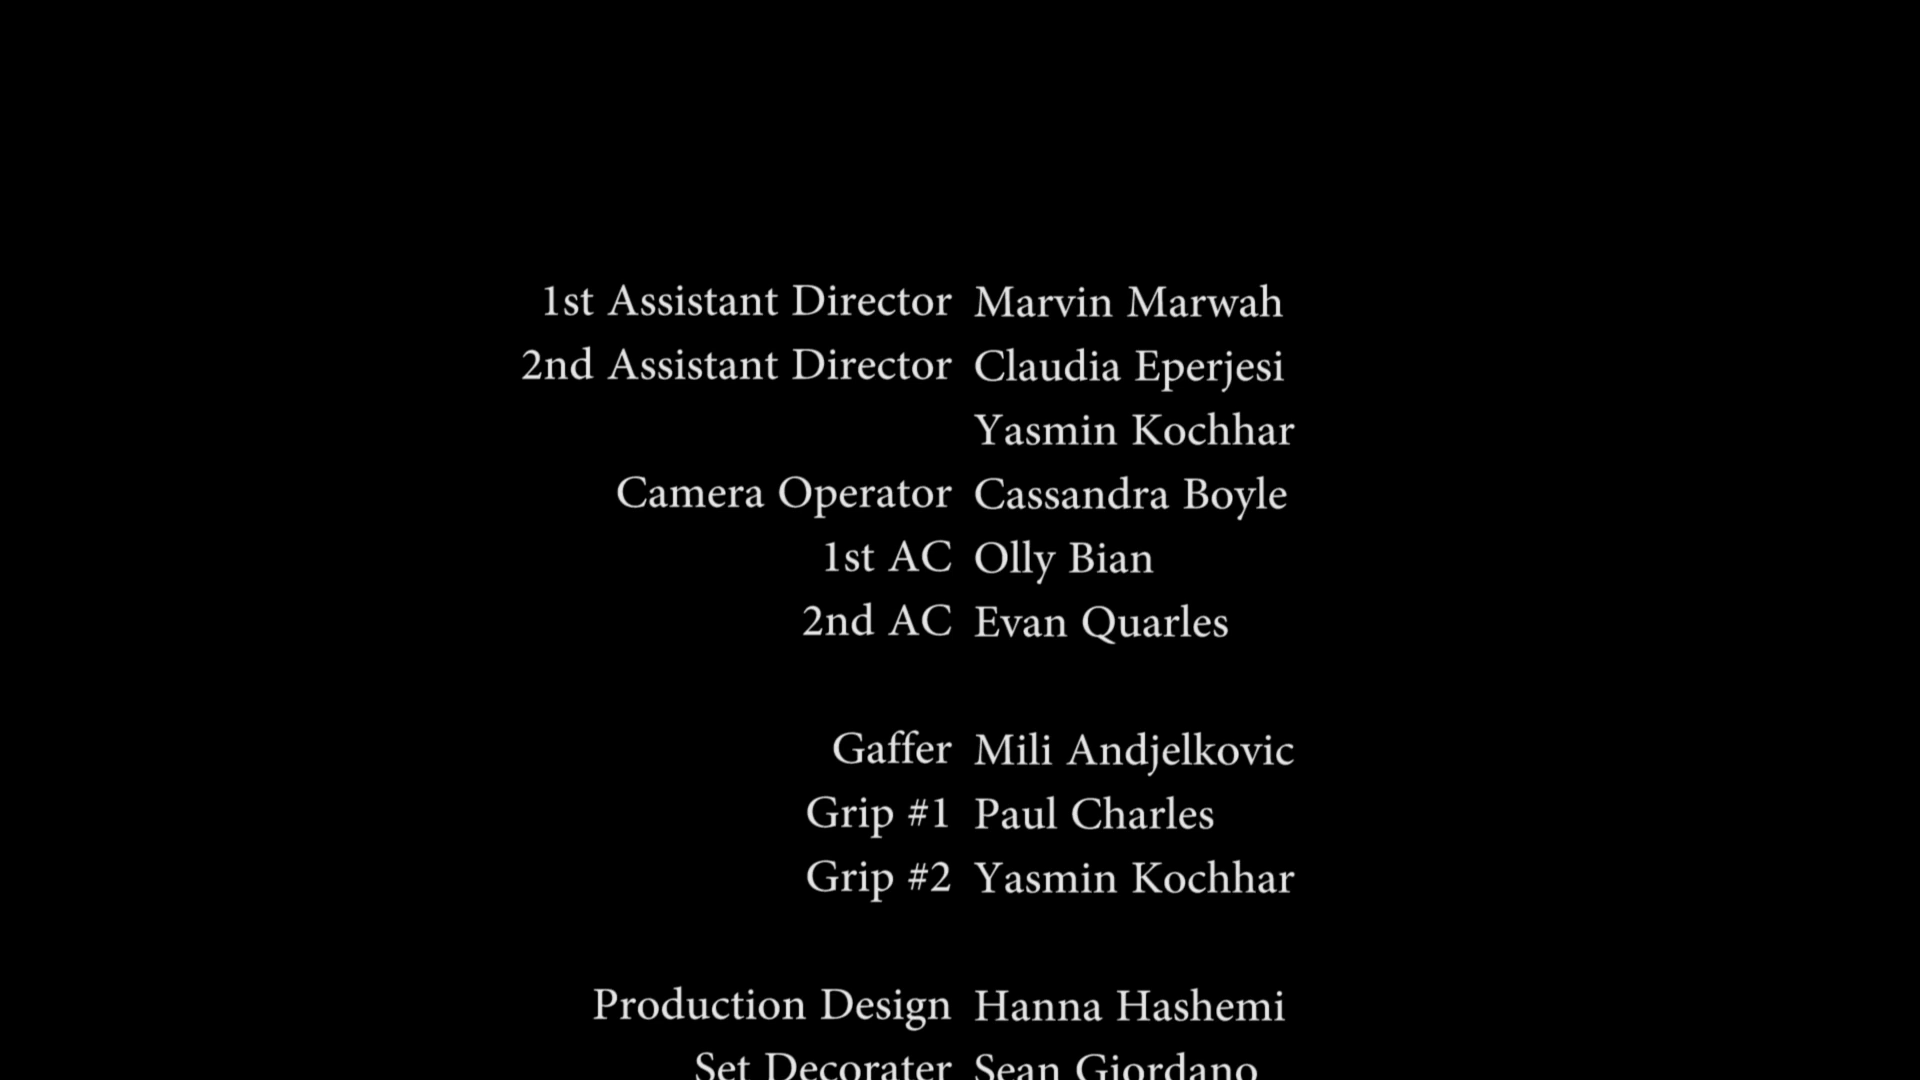 1st Assistant Director Marvin Marwah
2nd Assistant Director Claudia Eperjesi
Yasmin Kochhar
Camera Operator Cassandra Boyle
1st AC Olly Bian
2nd AC Evan Quarles
Gaffer Mili Andjelkovic
Grip #1 Paul Charles
Grip #2 Yasmin Kochhar
Production Design Hanna Hashemi
Set Decorater Sean Giordano